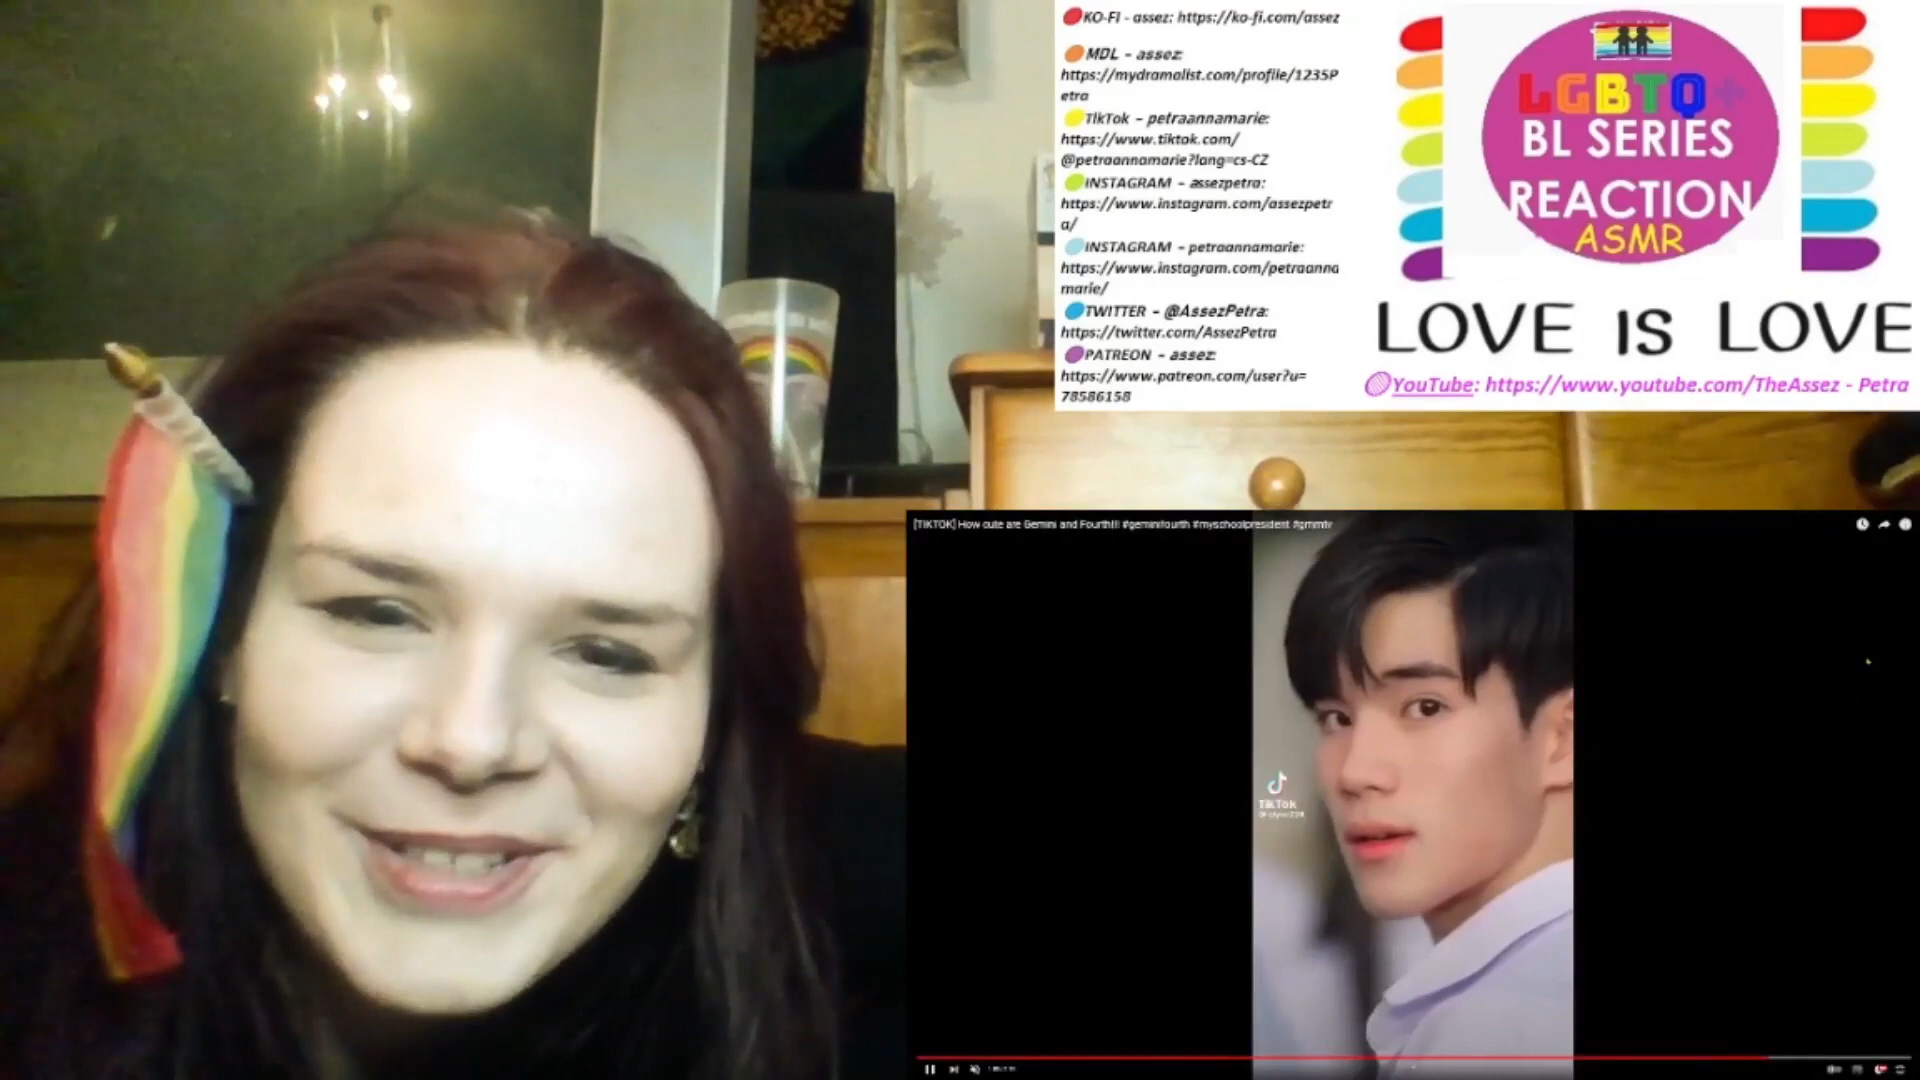 KO-FI - assez: https://ko-fi.com/assez
MDL - assez:
https://mydramalist.com/profile/1235P
etra
TikTok - petraannamarie:
https://www.tiktok.com/
@petraannamarie?lang=cs-CZ
INSTAGRAM - assezpetra:
https://www.instagram.com/assezpetr
a/
INSTAGRAM - petraannamarie:
https://www.instagram.com/petraanna
marie/
TWITTER - @AssezPetra:
https://twitter.com/AssezPetra
PATREON - assez:
https://www.patreon.com/user?u=
78586158
LGBTQ+
BL SERIES
REACTION
ASMR
LOVE IS LOVE
YouTube: https://www.youtube.com/TheAssez - Petra
[TIKTOK] How cute are Gemini and Fourth!!! #geminifourth #myschoolpresident #gmmtv
TikTok